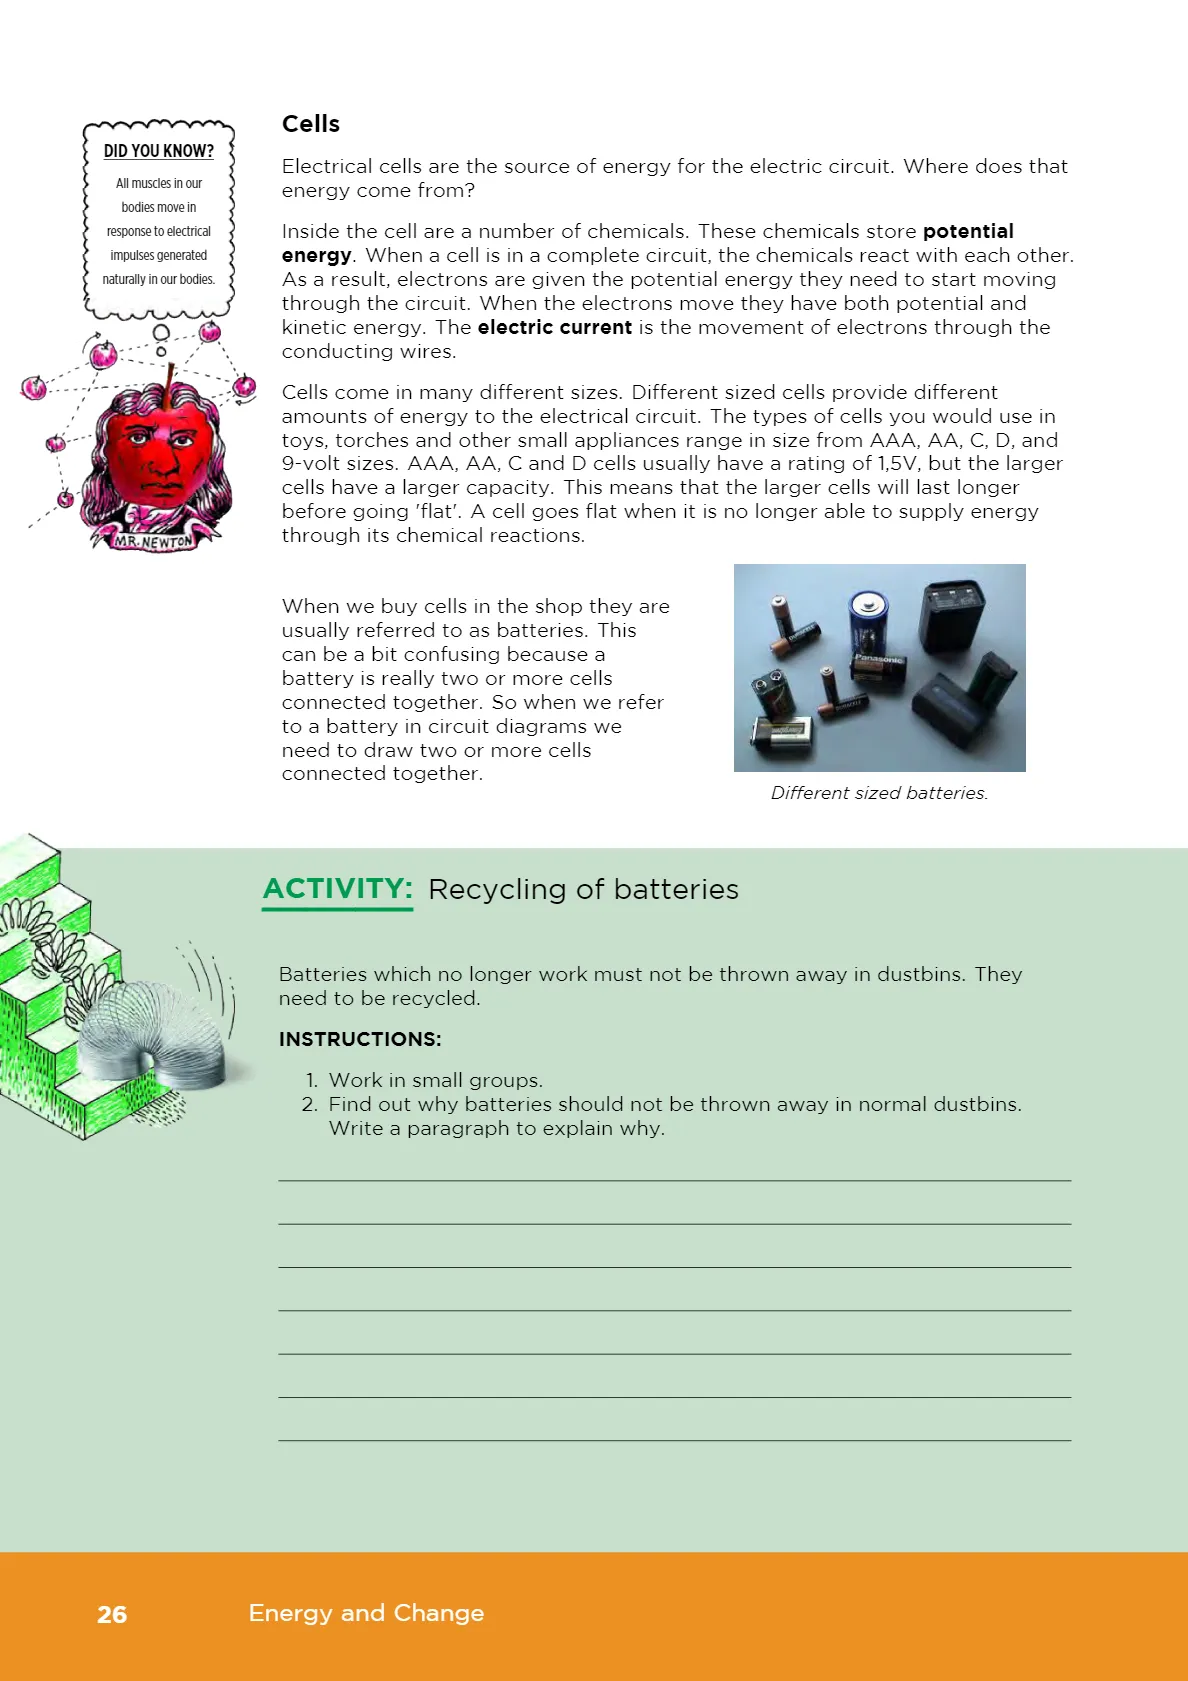 DID YOU KNOW?
All muscles in our
bodies move in
response to electrical
impulses generated
naturally in our bodies.
MR. NEWTON
Cells
Electrical cells are the source of energy for the electric circuit. Where does that
energy come from?
Inside the cell are a number of chemicals. These chemicals store potential
energy. When a cell is in a complete circuit, the chemicals react with each other.
As a result, electrons are given the potential energy they need to start moving
through the circuit. When the electrons move they have both potential and
kinetic energy. The electric current is the movement of electrons through the
conducting wires.
Cells come in many different sizes. Different sized cells provide different
amounts of energy to the electrical circuit. The types of cells you would use in
toys, torches and other small appliances range in size from AAA, AA, C, D, and
9-volt sizes. AAA, AA, C and D cells usually have a rating of 1,5V, but the larger
cells have a larger capacity. This means that the larger cells will last longer
before going 'flat'. A cell goes flat when it is no longer able to supply energy
through its chemical reactions.
When we buy cells in the shop they are
usually referred to as batteries. This
can be a bit confusing because a
battery is really two or more cells
connected together. So when we refer
to a battery in circuit diagrams we
need to draw two or more cells
connected together.
DURACELL
Panasonic
DURACELL
Different sized batteries.
ACTIVITY: Recycling of batteries
Batteries which no longer work must not be thrown away in dustbins. They
need to be recycled.
INSTRUCTIONS:
1. Work in small groups.
2. Find out why batteries should not be thrown away in normal dustbins.
Write a paragraph to explain why.
26
Energy and Change